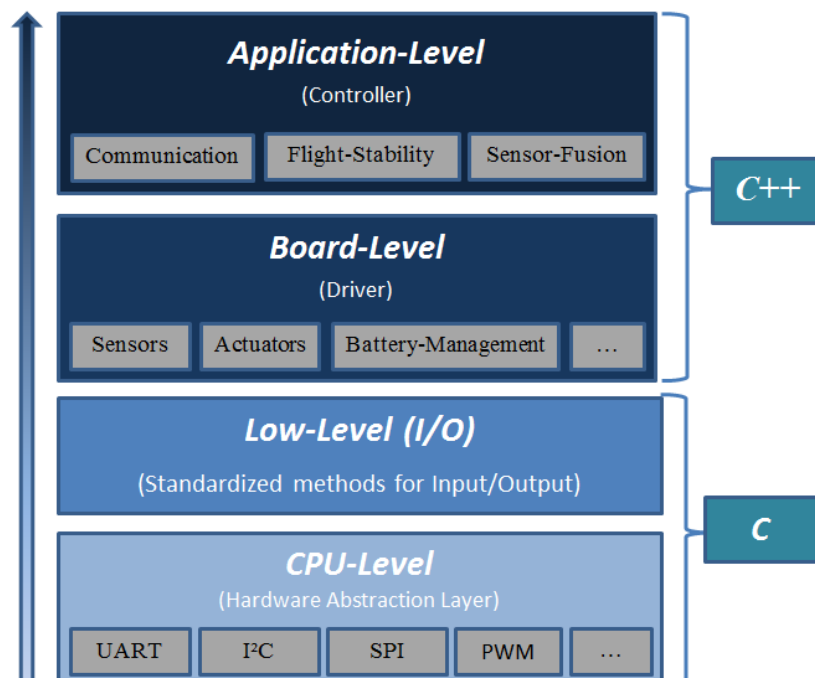 Application-Level
(Controller)
Communication
Flight-Stability
Sensor-Fusion
C++
Board-Level
(Driver)
Sensors
Actuators
Battery-Management
…
Low-Level (I/O)
(Standardized methods for Input/Output)
C
CPU-Level
(Hardware Abstraction Layer)
UART
I²C
SPI
PWM
…